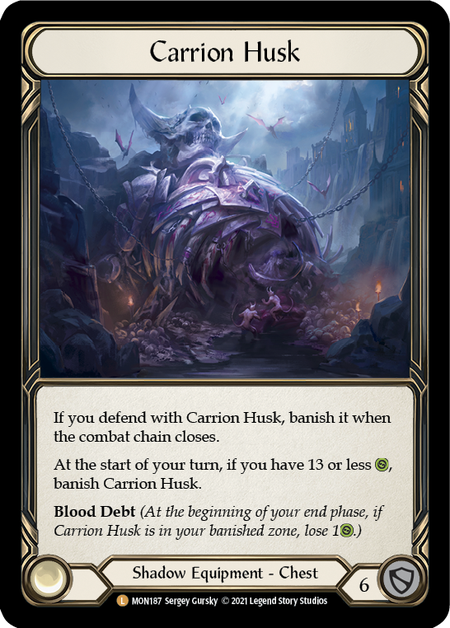 Carrion Husk
If you defend with Carrion Husk, banish it when
the combat chain closes.
At the start of your turn, if you have 13 or less ,
banish Carrion Husk.
Blood Debt (At the beginning of your end phase, if
Carrion Husk is in your banished zone, lose 1.)
Shadow Equipment - Chest
6
L MON187 Sergey Gursky © 2021 Legend Story Studios